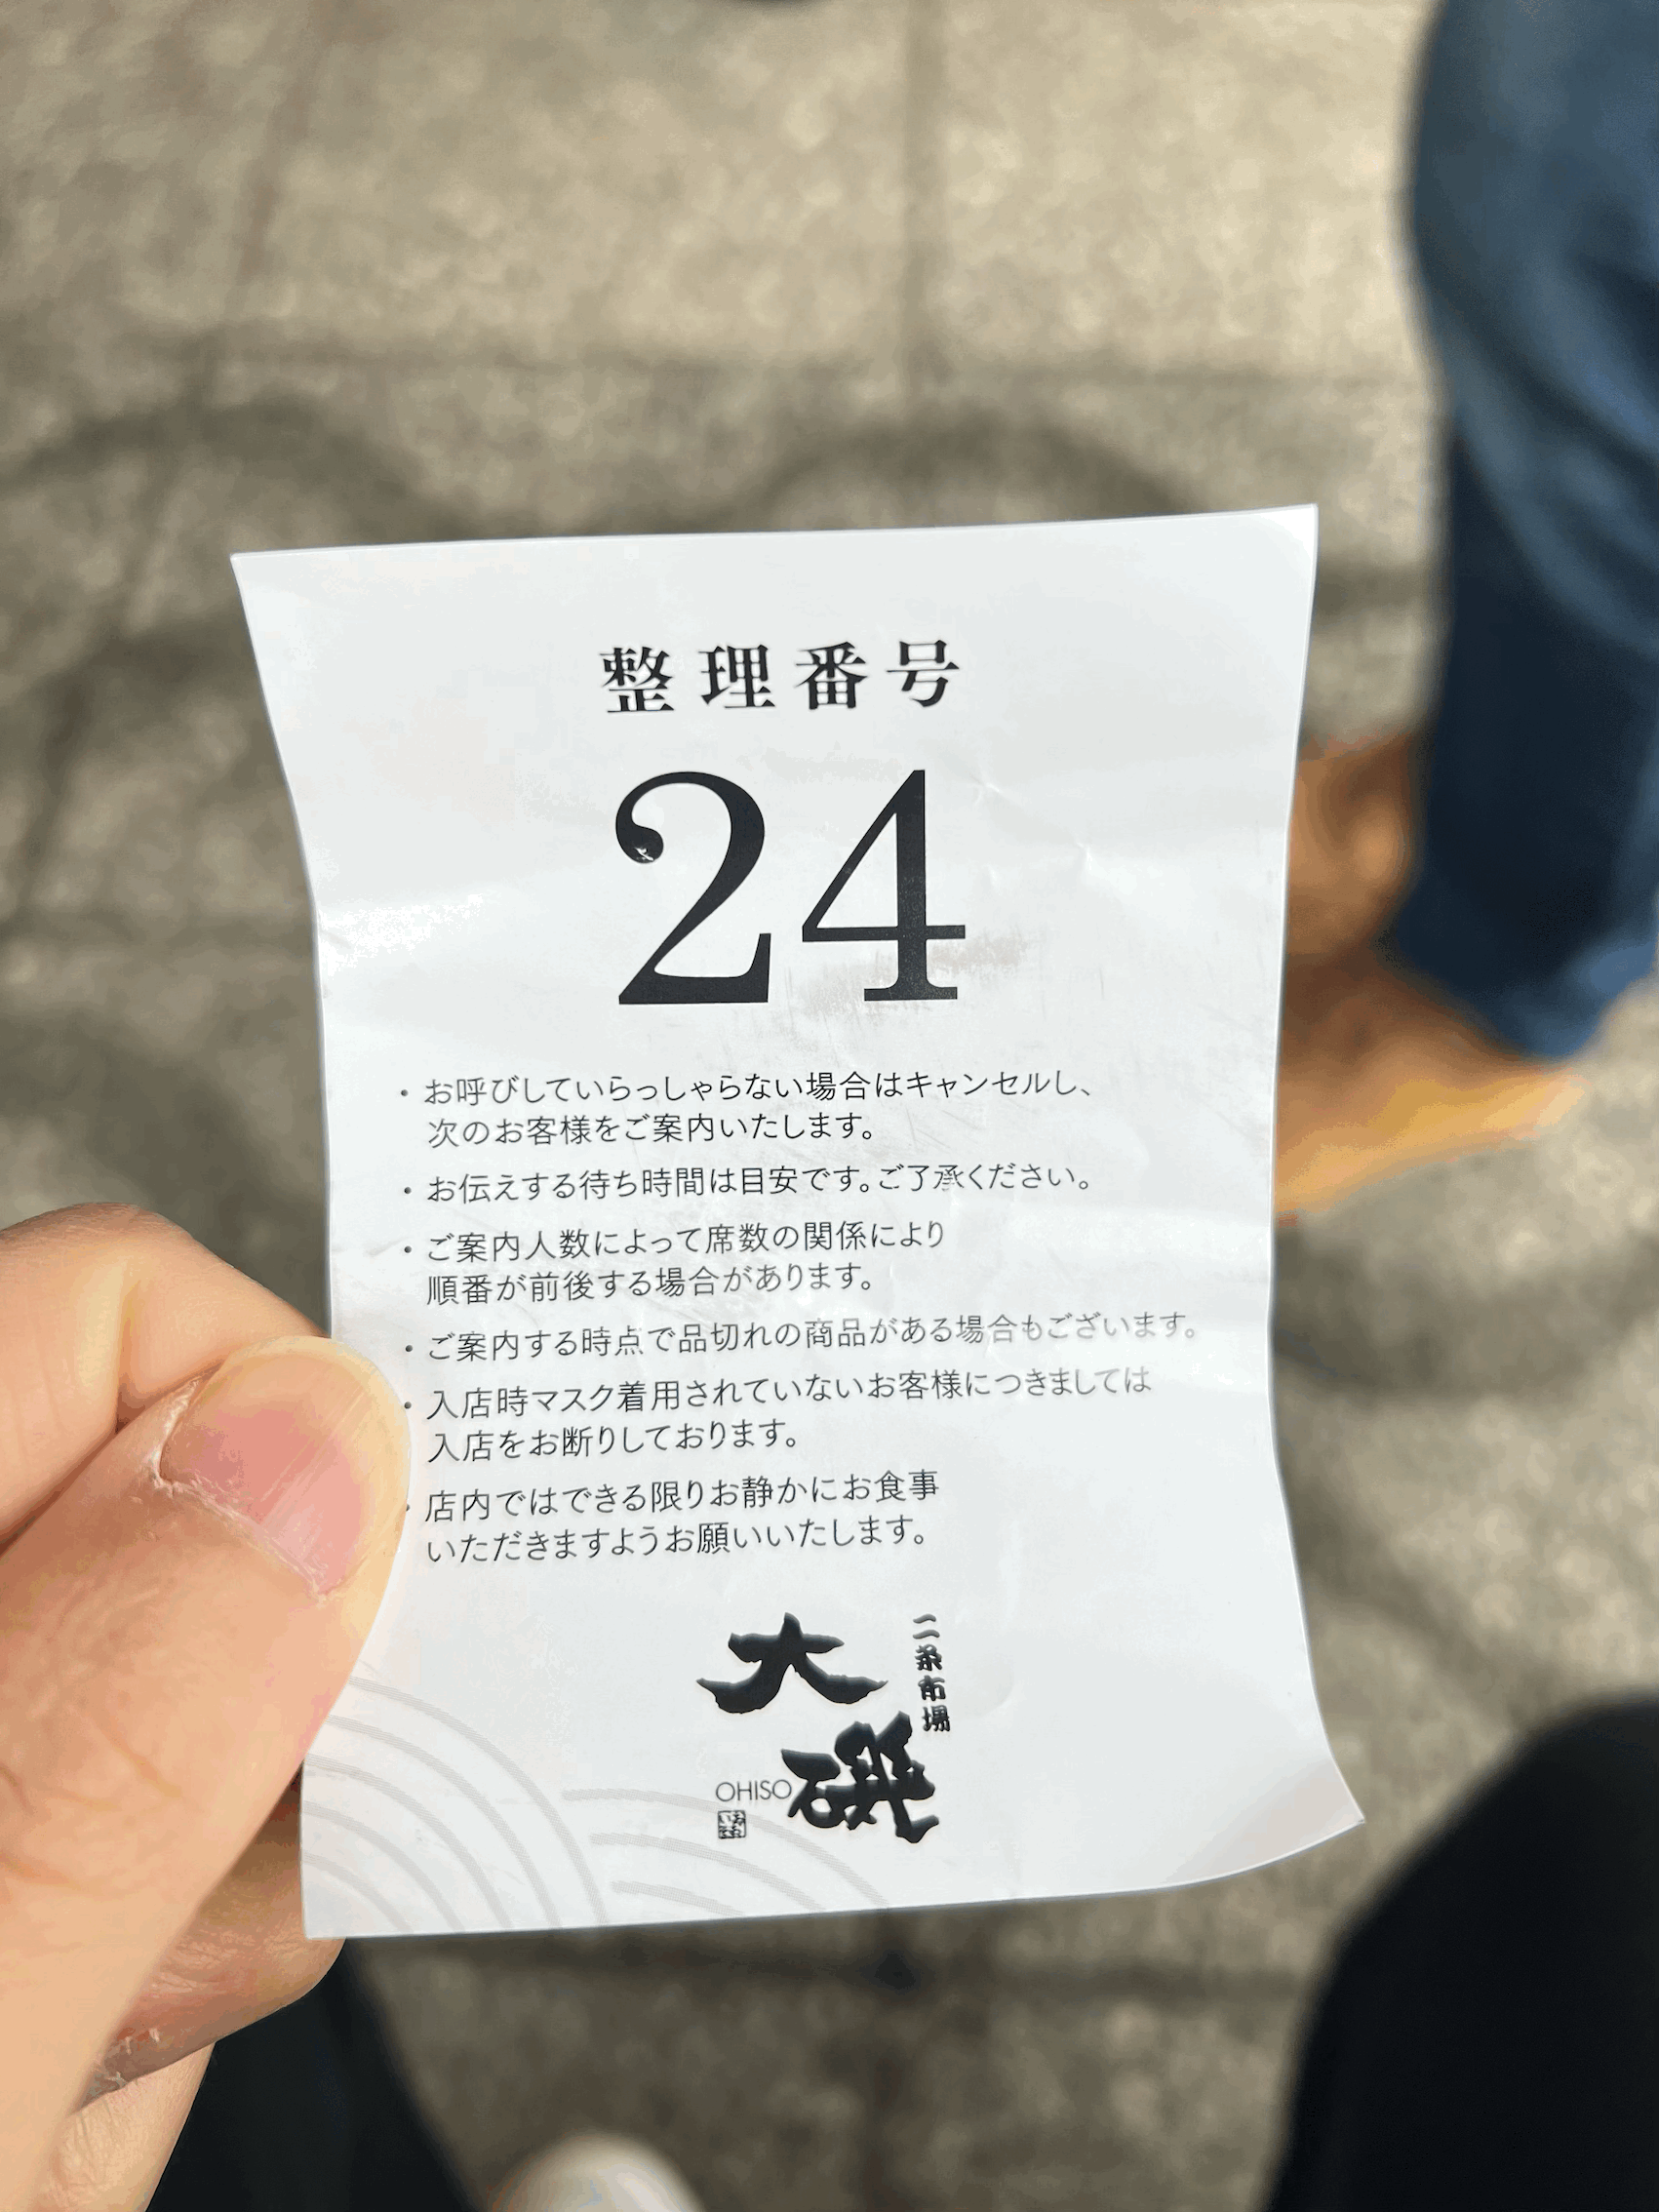 整理番号
24
・お呼びしていらっしゃらない場合はキャンセルし、
次のお客様をご案内いたします。
・お伝えする待ち時間は目安です。ご了承ください。
・ご案内人数によって席数の関係により
順番が前後する場合があります。
・ご案内する時点で品切れの商品がある場合もございます。
・入店時マスク着用されていないお客様につきましては
入店をお断りしております。
・店内ではできる限りお静かにお食事
いただきますようお願いいたします。
二条市場
大磯
OHISO